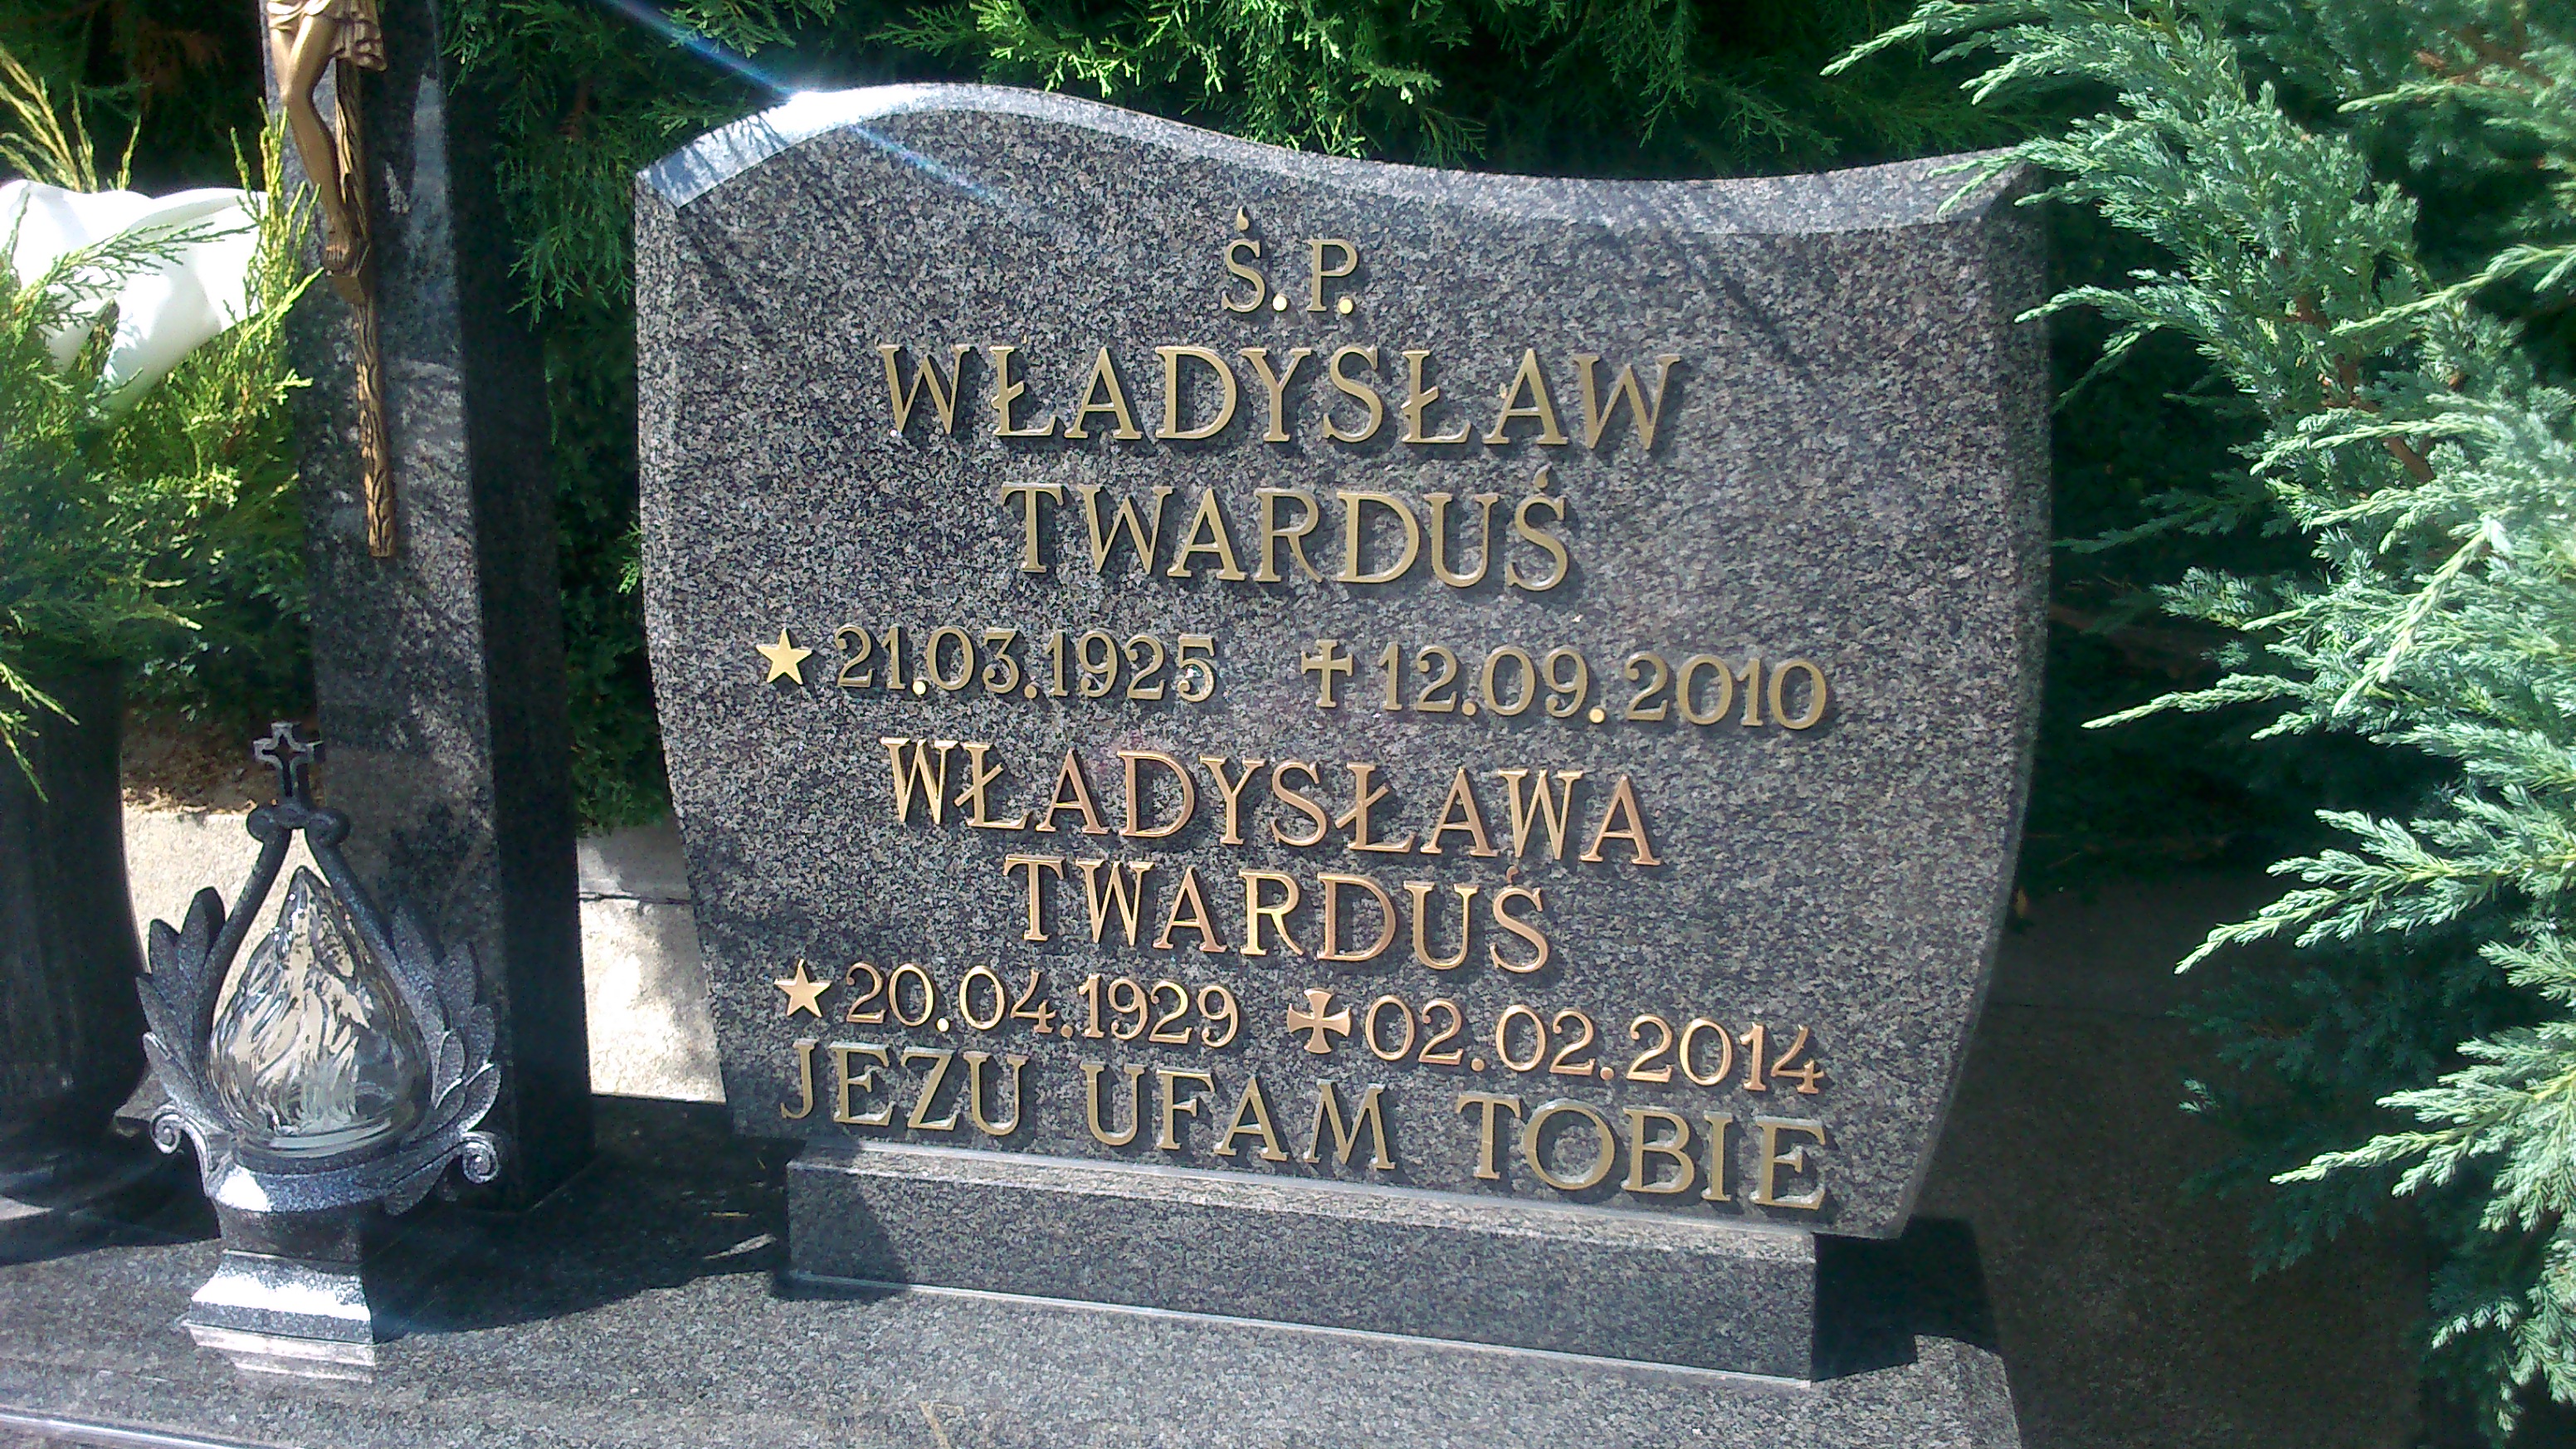 Ś.P.
WŁADYSŁAW
TWARDUŚ
★ 21.03.1925 ✝ 12.09.2010
WŁADYSŁAWA
TWARDUŚ
★ 20.04.1929 ✠ 02.02.2014
JEZU UFAM TOBIE